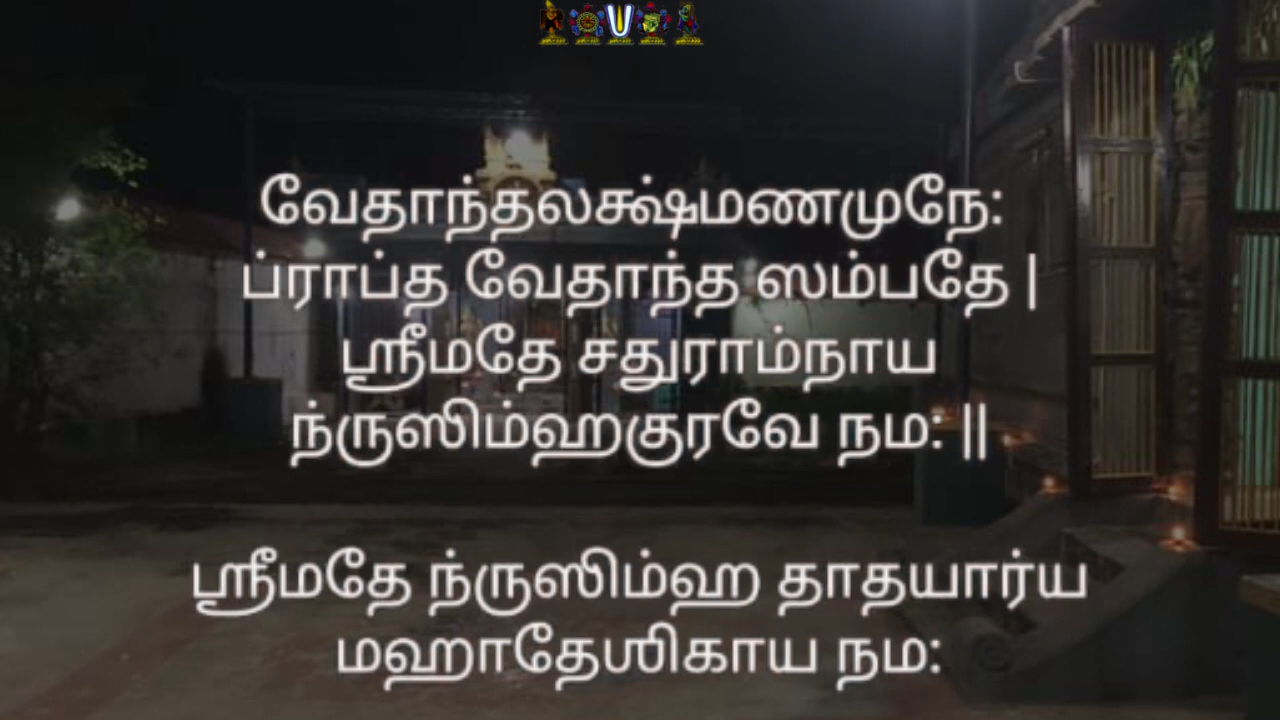 வேதாந்தலக்ஷ்மணமுநே:
ப்ராப்த வேதாந்த ஸம்பதே |
ஶ்ரீமதே சதுராம்நாய
ந்ருஸிம்ஹகுரவே நம: ||
ஶ்ரீமதே ந்ருஸிம்ஹ தாதயார்ய
மஹாதேஶிகாய நம: